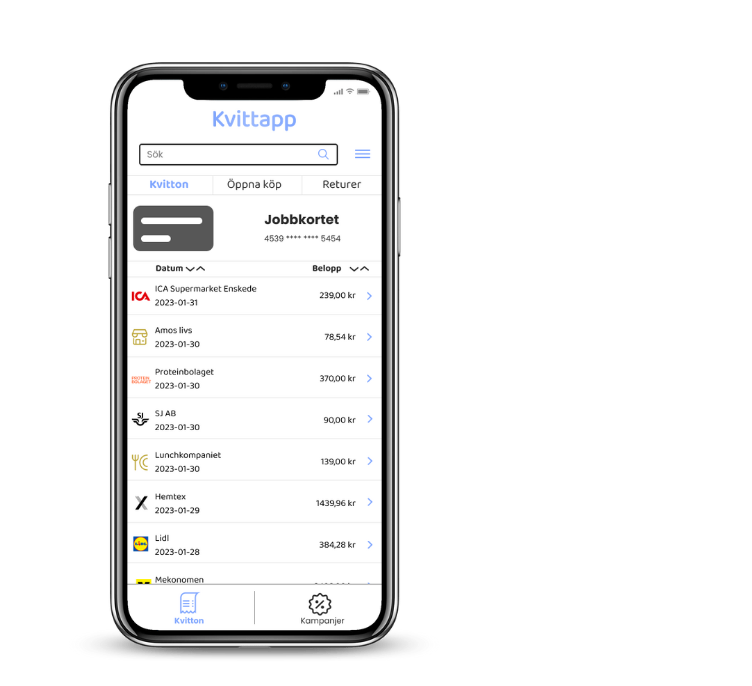 Kvittapp
Sök
Kvitton Öppna köp Returer
Jobbkortet
4539 **** **** 5454
Datum Belopp
ICA ICA Supermarket Enskede
2023-01-31 239,00 kr
Amos livs
2023-01-30 78,54 kr
PROTEIN BOLAGET Proteinbolaget
2023-01-30 370,00 kr
SJ SJ AB
2023-01-30 90,00 kr
Lunchkompaniet
2023-01-30 139,00 kr
Hemtex
2023-01-29 1439,96 kr
LIDL Lidl
2023-01-28 384,28 kr
Mekonomen
Kvitton Kampanjer